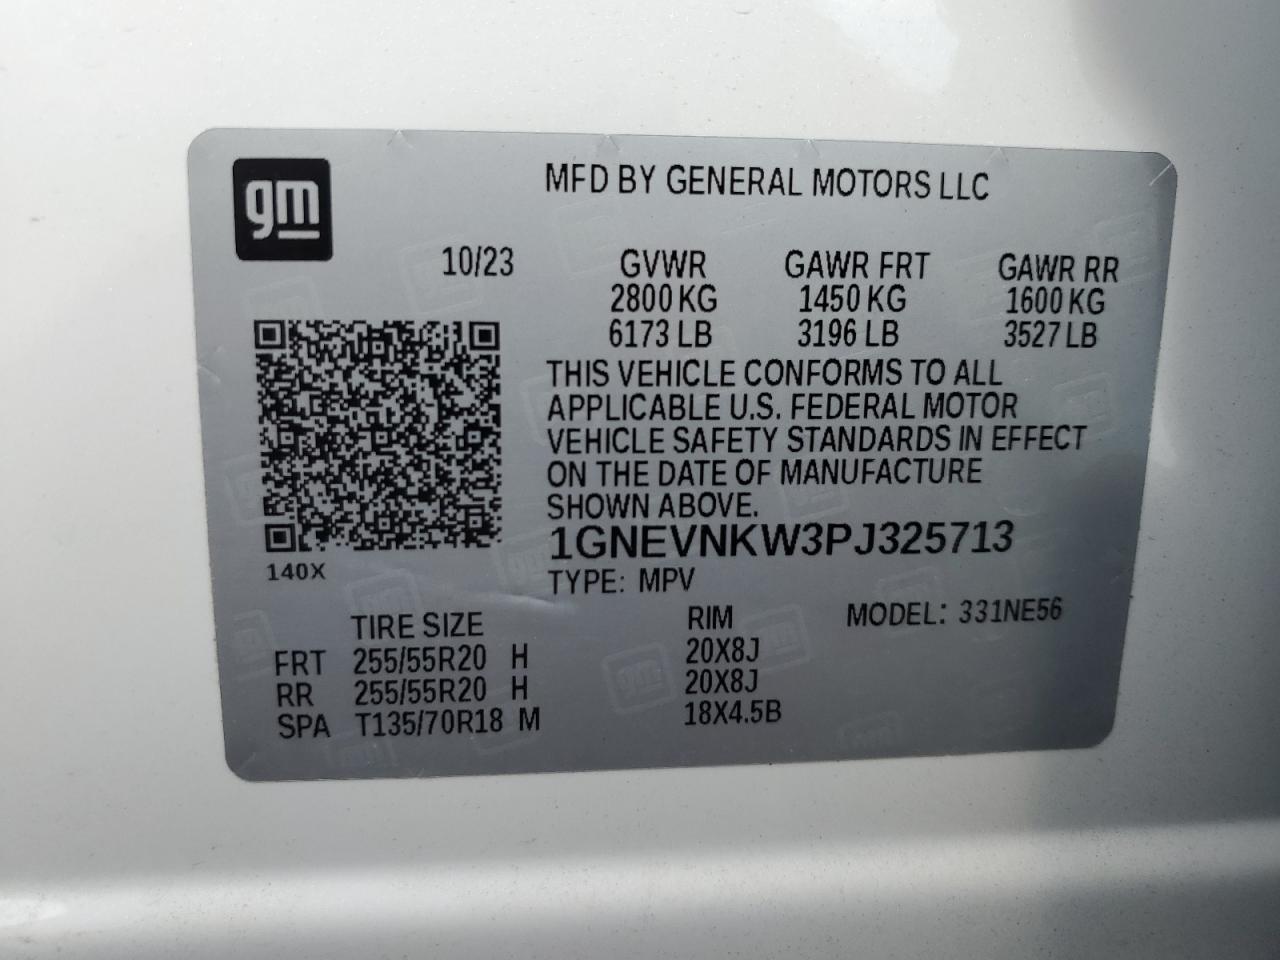 gm
MFD BY GENERAL MOTORS LLC
10/23 GVWR GAWR FRT GAWR RR
2800 KG 1450 KG 1600 KG
6173 LB 3196 LB 3527 LB
THIS VEHICLE CONFORMS TO ALL
APPLICABLE U.S. FEDERAL MOTOR
VEHICLE SAFETY STANDARDS IN EFFECT
ON THE DATE OF MANUFACTURE
SHOWN ABOVE.
1GNEVNKW3PJ325713
140X
TYPE: MPV
TIRE SIZE RIM MODEL: 331NE56
FRT 255/55R20 H 20X8J
RR 255/55R20 H 20X8J
SPA T135/70R18 M 18X4.5B